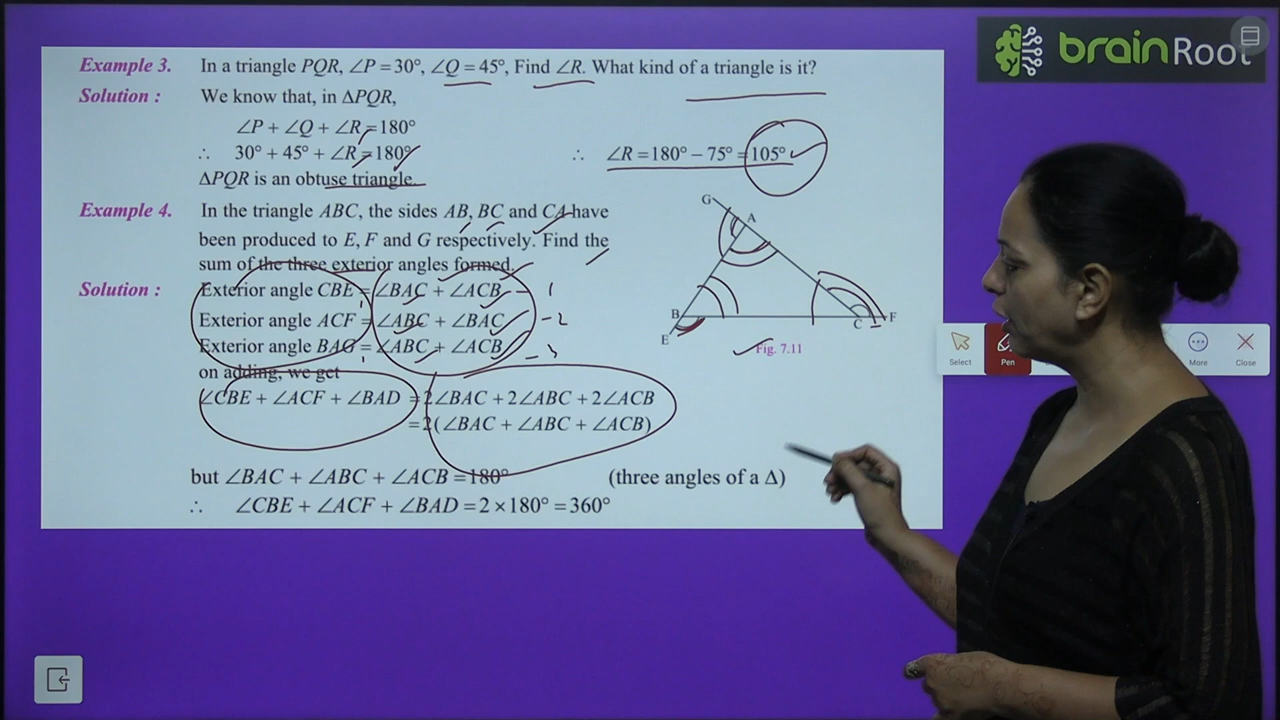 brainRoot
Example 3. In a triangle PQR, ∠P = 30°, ∠Q = 45°, Find ∠R. What kind of a triangle is it?
Solution : We know that, in ΔPQR,
∠P + ∠Q + ∠R = 180°
∴ 30° + 45° + ∠R = 180° ∴ ∠R = 180° − 75° = 105°
ΔPQR is an obtuse triangle.
Example 4. In the triangle ABC, the sides AB, BC and CA have
been produced to E, F and G respectively. Find the
sum of the three exterior angles formed.
Solution : Exterior angle CBE = ∠BAC + ∠ACB – 1
Exterior angle ACF = ∠ABC + ∠BAC – 2
Exterior angle BAG = ∠ABC + ∠ACB – 3
on adding, we get
∠CBE + ∠ACF + ∠BAD = 2∠BAC + 2∠ABC + 2∠ACB
= 2(∠BAC + ∠ABC + ∠ACB)
but ∠BAC + ∠ABC + ∠ACB = 180° (three angles of a Δ)
∴ ∠CBE + ∠ACF + ∠BAD = 2 × 180° = 360°
G
A
B
C
F
E
Fig. 7.11
Select
Pen
More
Close